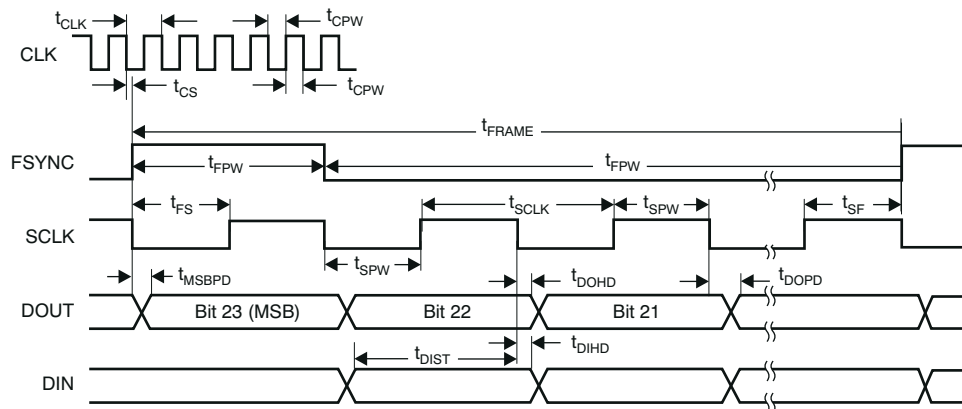 tCLK
tCPW
CLK
tCS
tCPW
tFRAME
FSYNC
tFPW
tFPW
tFS
tSCLK
tSPW
tSF
SCLK
tSPW
tMSBPD
tDOHD
tDOPD
DOUT
Bit 23 (MSB)
Bit 22
Bit 21
tDIST
tDIHD
DIN